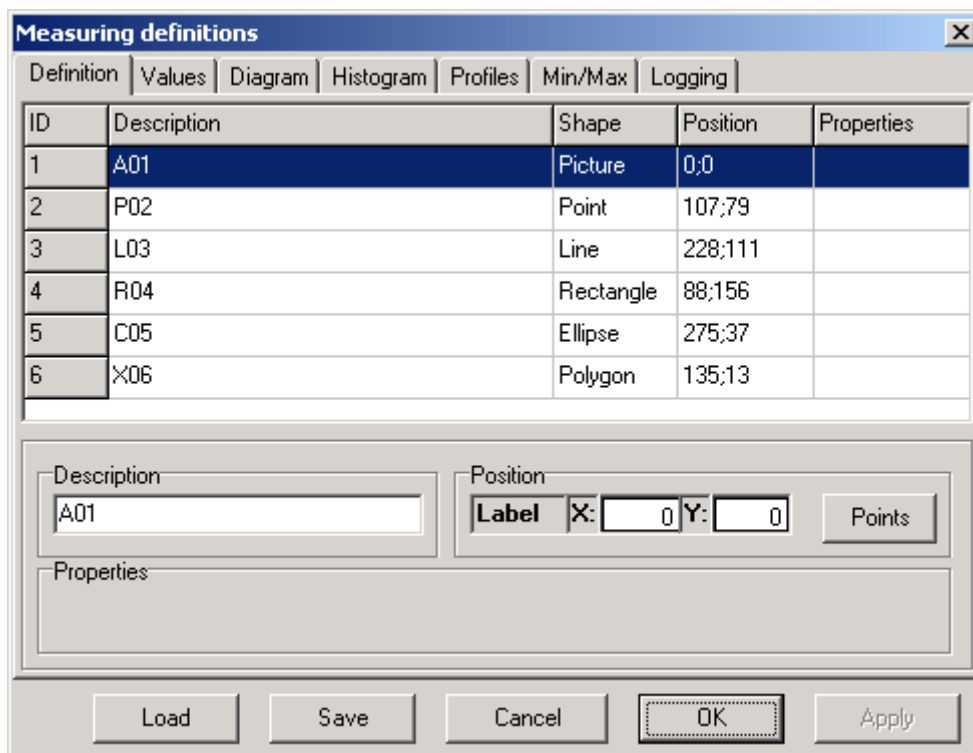 Measuring definitions
Definition Values Diagram Histogram Profiles Min/Max Logging
ID Description Shape Position Properties
1 A01 Picture 0;0
2 P02 Point 107;79
3 L03 Line 228;111
4 R04 Rectangle 88;156
5 C05 Ellipse 275;37
6 X06 Polygon 135;13
Description Position
A01 Label X: 0 Y: 0 Points
Properties
Load Save Cancel OK Apply